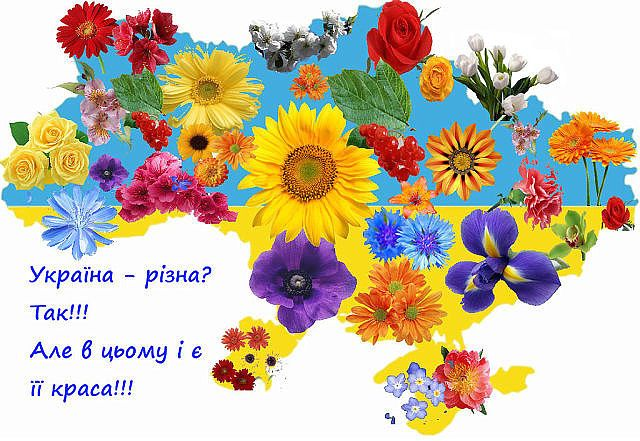 Україна - різна?
Так!!!
Але в цьому і є
її краса!!!